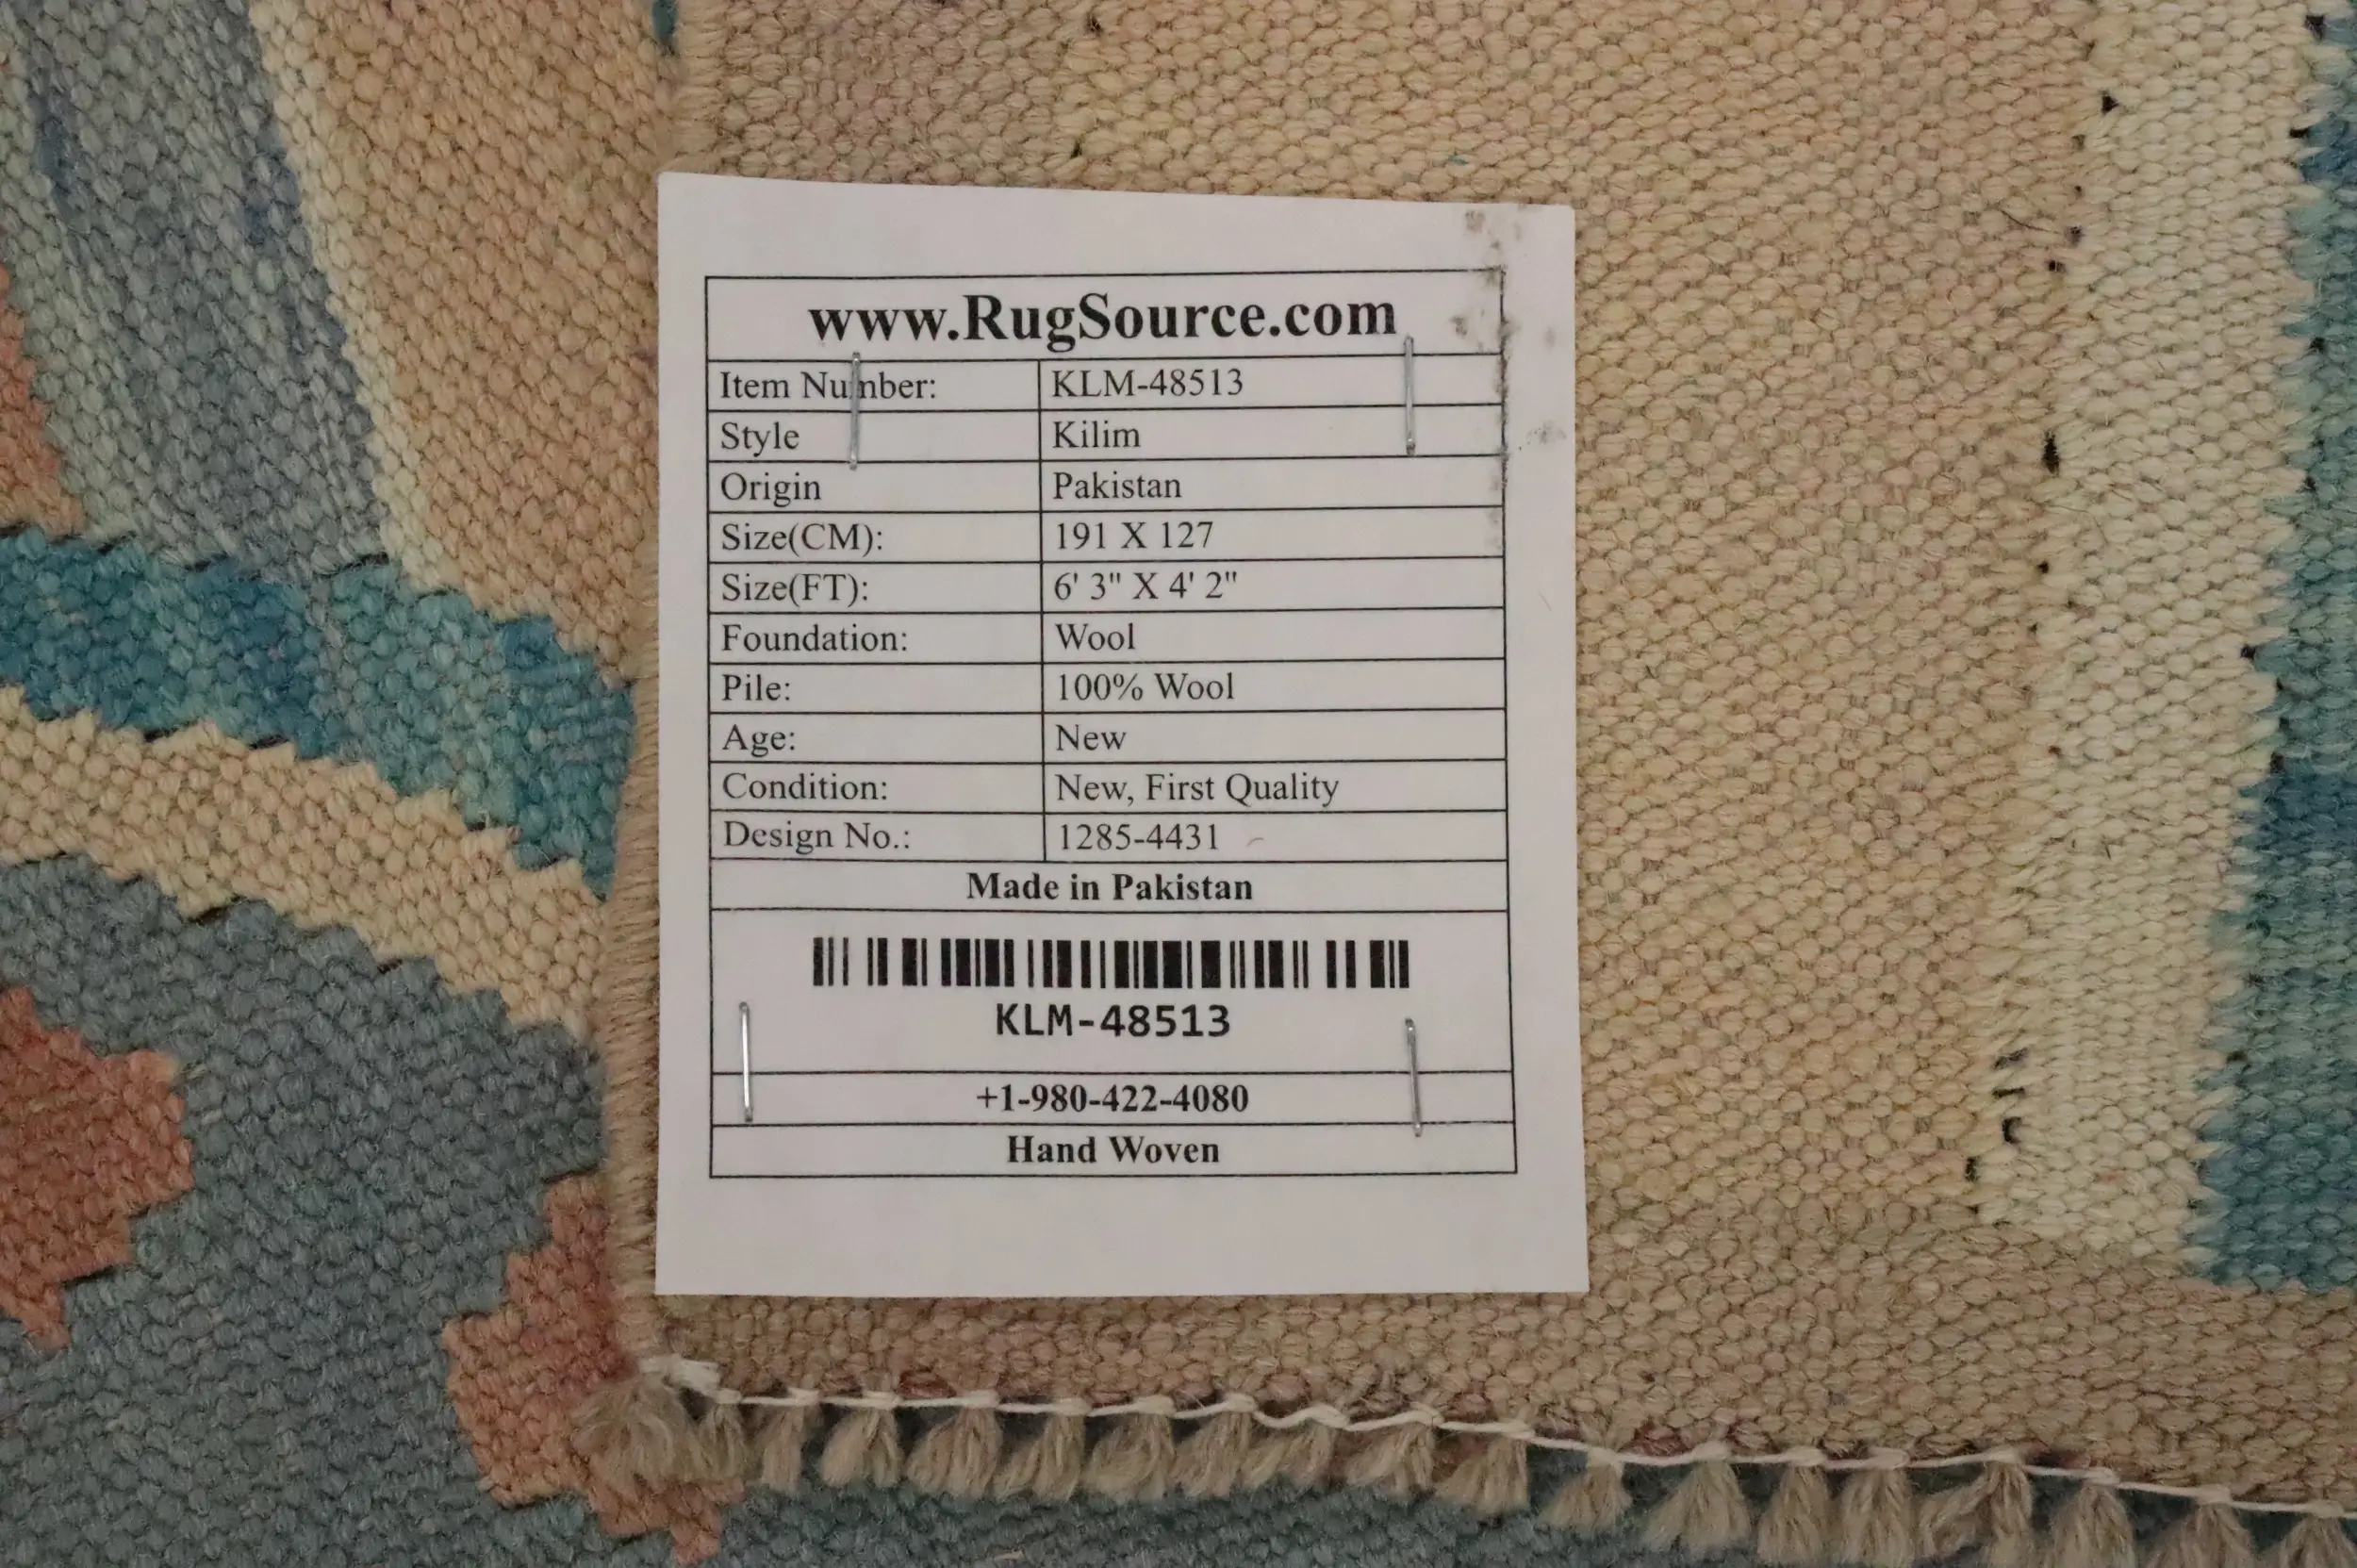 www.RugSource.com
Item Number: KLM-48513
Style Kilim
Origin Pakistan
Size(CM): 191 X 127
Size(FT): 6' 3" X 4' 2"
Foundation: Wool
Pile: 100% Wool
Age: New
Condition: New, First Quality
Design No.: 1285-4431
Made in Pakistan
KLM-48513
+1-980-422-4080
Hand Woven